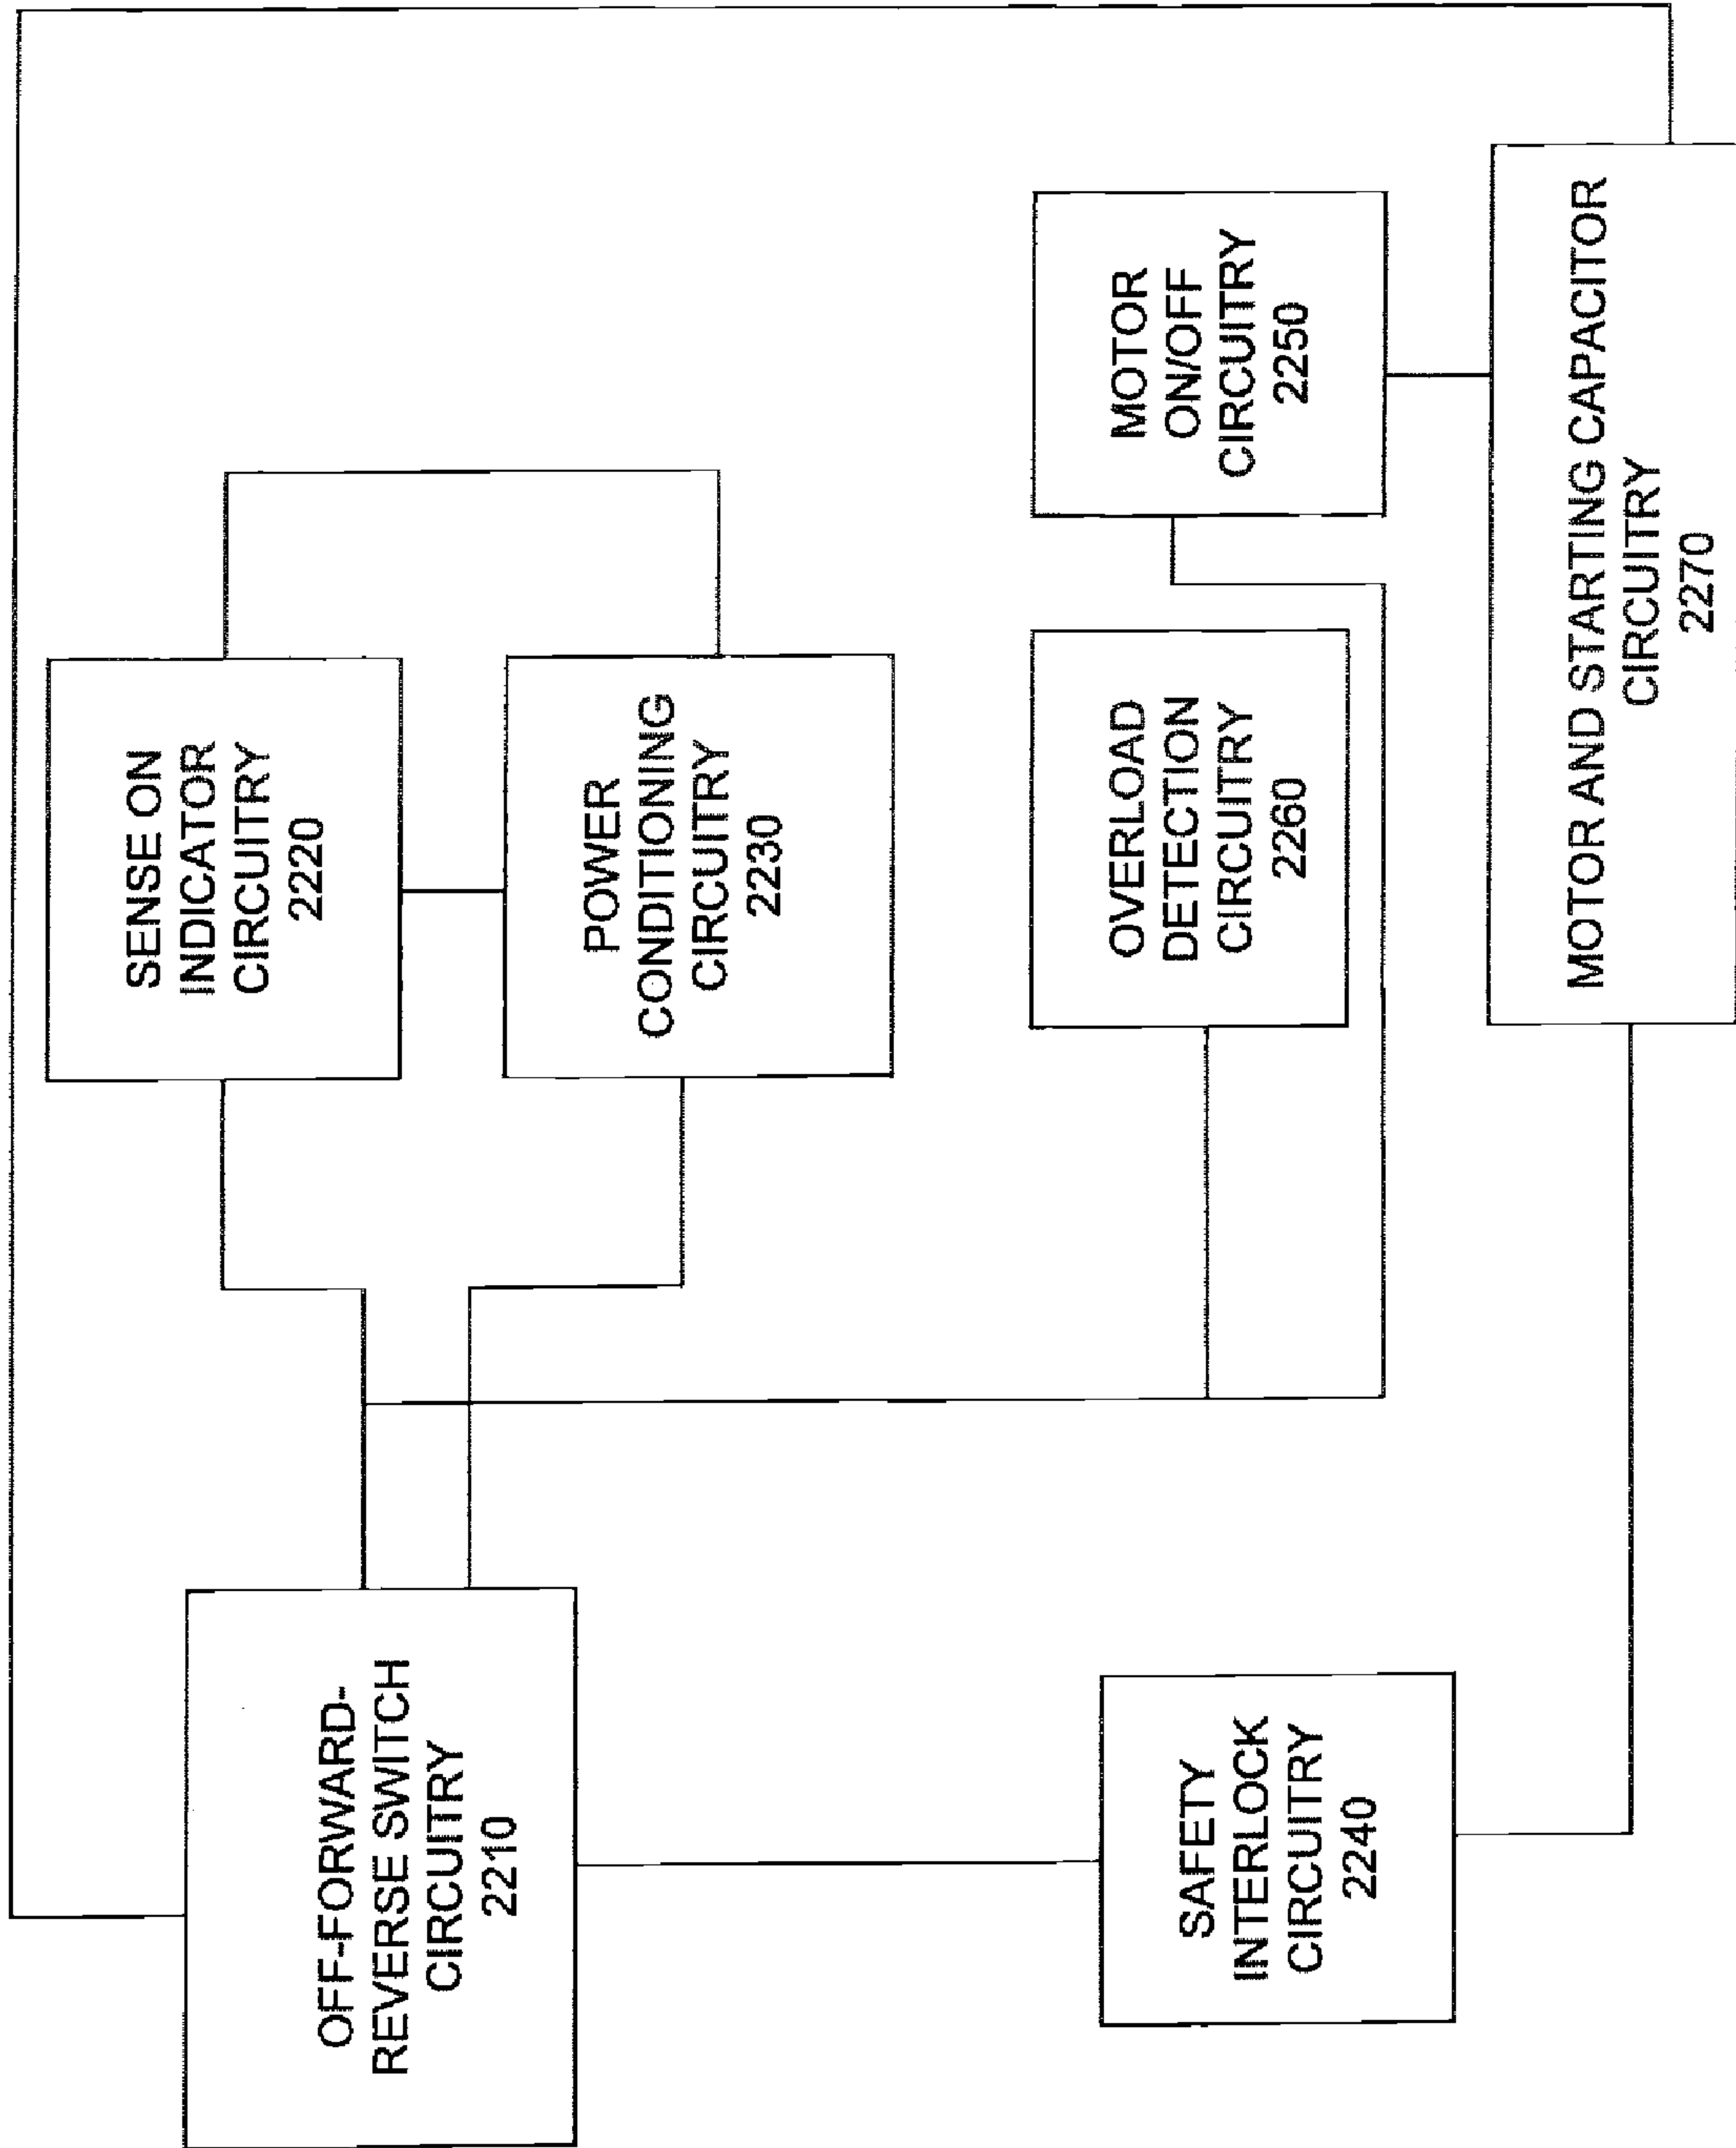 OFF-FORWARD-
REVERSE SWITCH
CIRCUITRY
2210
SENSE ON
INDICATOR
CIRCUITRY
2220
POWER
CONDITIONING
CIRCUITRY
2230
SAFETY
INTERLOCK
CIRCUITRY
2240
OVERLOAD
DETECTION
CIRCUITRY
2260
MOTOR
ON/OFF
CIRCUITRY
2250
MOTOR AND STARTING CAPACITOR
CIRCUITRY
2270